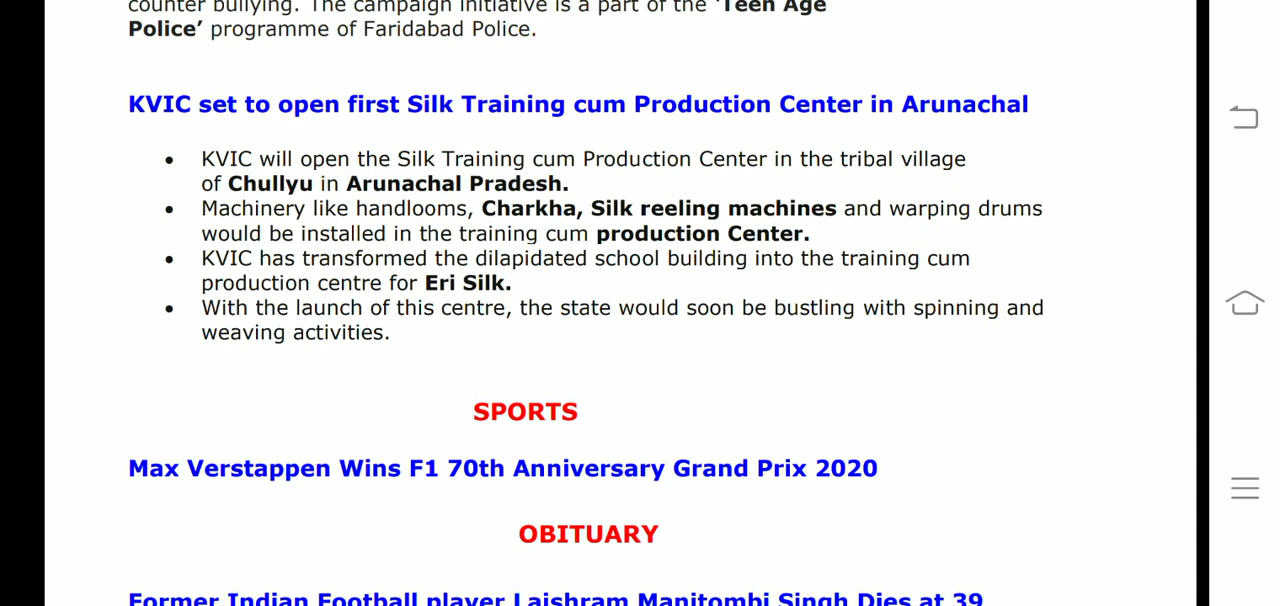 counter bullying. The campaign initiative is a part of the ‘Teen Age
Police’ programme of Faridabad Police.
KVIC set to open first Silk Training cum Production Center in Arunachal
• KVIC will open the Silk Training cum Production Center in the tribal village
of Chullyu in Arunachal Pradesh.
• Machinery like handlooms, Charkha, Silk reeling machines and warping drums
would be installed in the training cum production Center.
• KVIC has transformed the dilapidated school building into the training cum
production centre for Eri Silk.
• With the launch of this centre, the state would soon be bustling with spinning and
weaving activities.
SPORTS
Max Verstappen Wins F1 70th Anniversary Grand Prix 2020
OBITUARY
Former Indian Football player Laishram Manitombi Singh Dies at 39